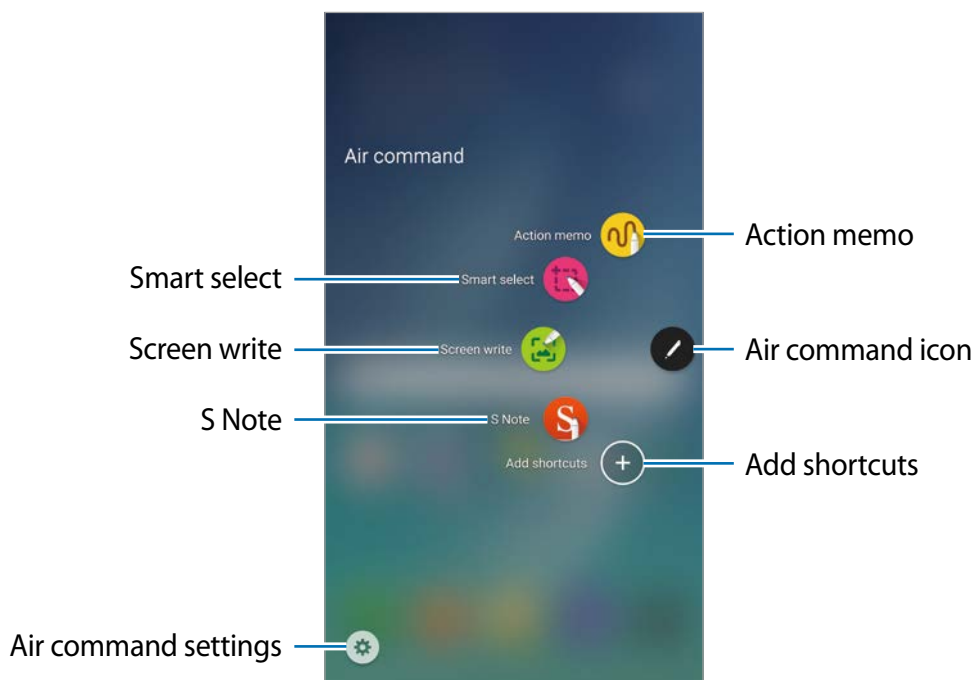 Air command
Action memo
Action memo
Smart select
Smart select
Screen write
Screen write
Air command icon
S Note
S Note
S
Add shortcuts
Add shortcuts
Air command settings